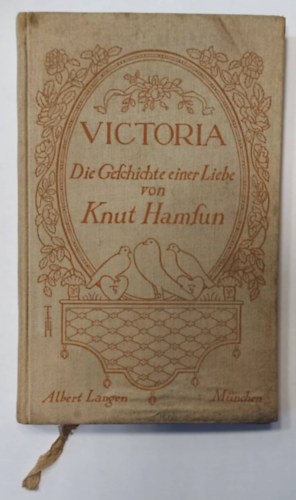 VICTORIA
Die Geſchichte einer Liebe
von
Knut Hamſun
Albert Langen München